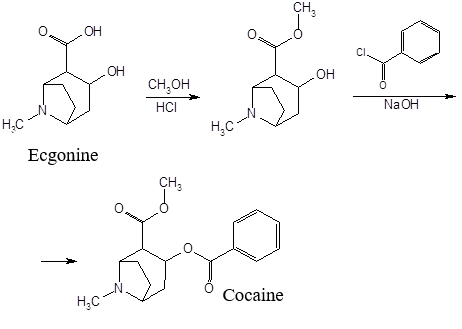 O
OH
OH
N
H₃C
Ecgonine
CH₃OH
HCl
CH₃
O
O
OH
N
H₃C
Cl
O
NaOH
CH₃
O
O
O
O
N
H₃C
Cocaine